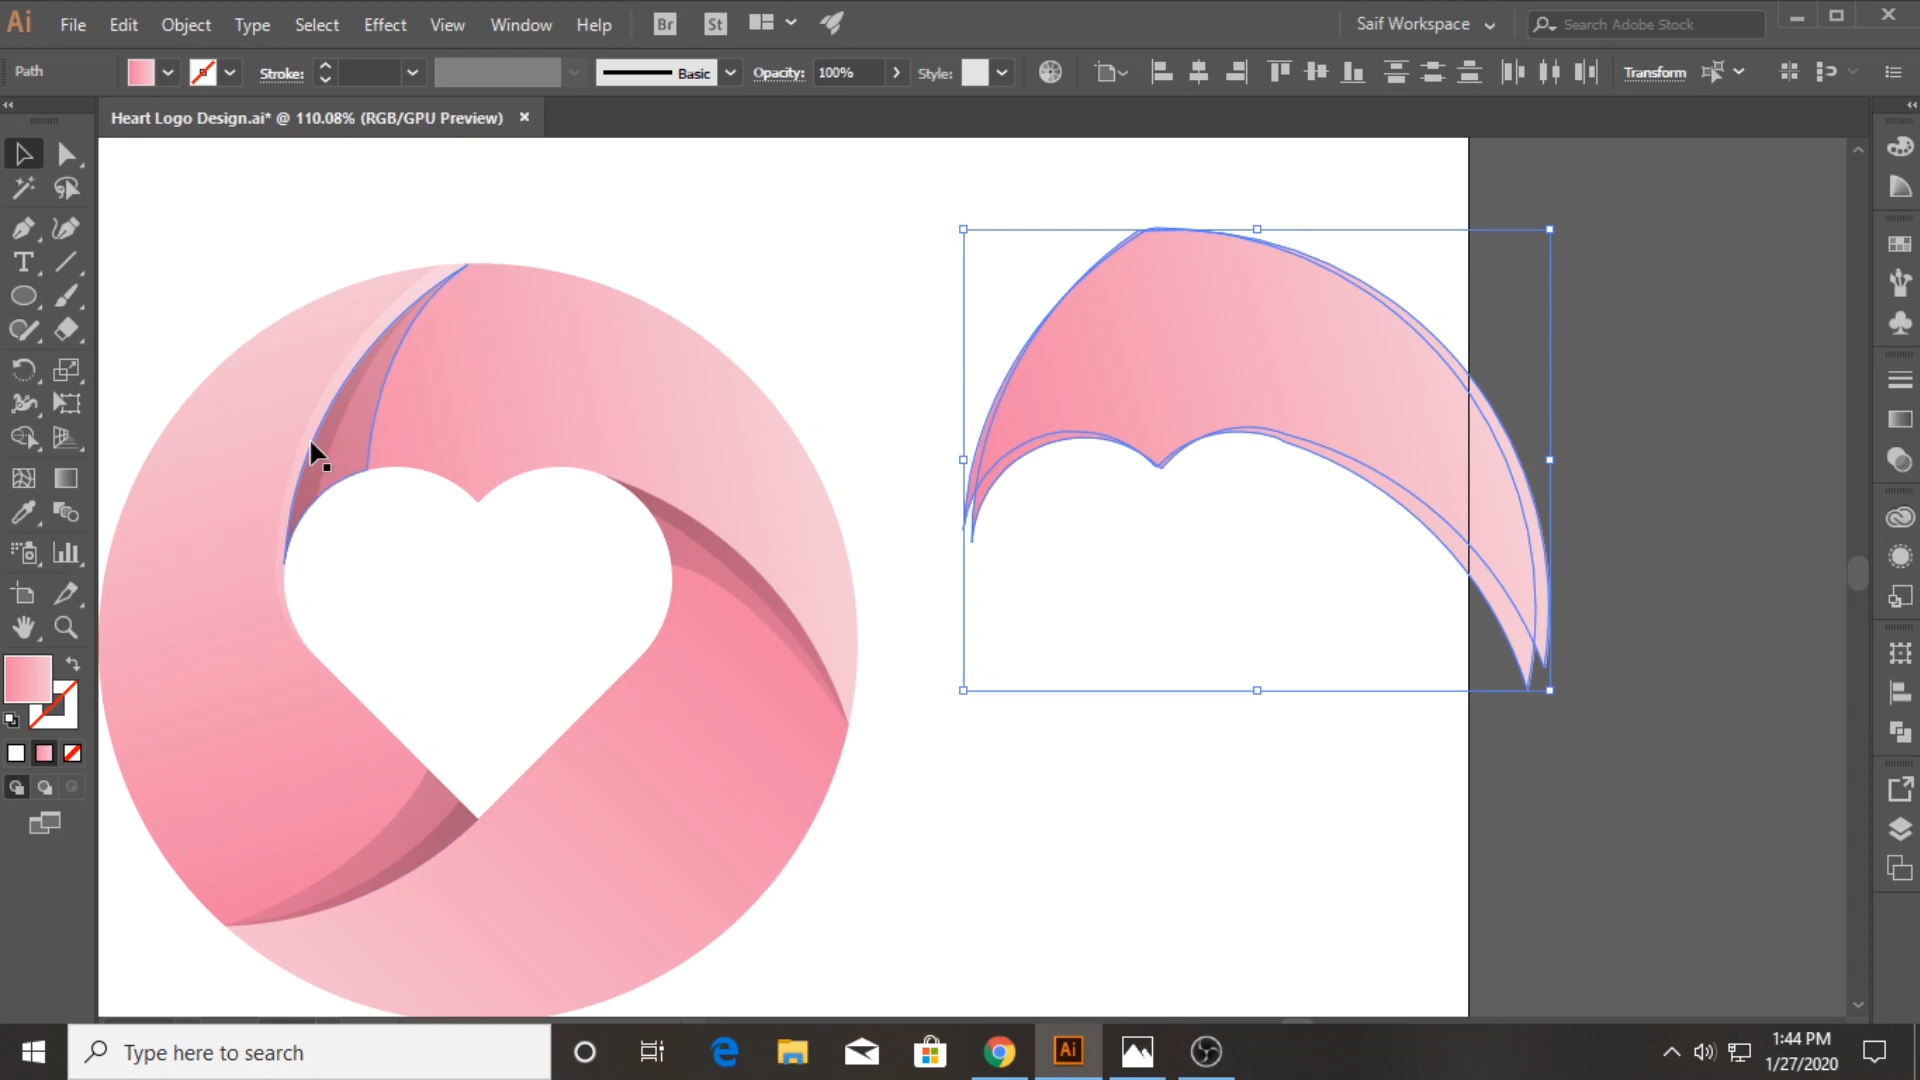 Ai File Edit Object Type Select Effect View Window Help Br St Saif Workspace Search Adobe Stock
Path Stroke: Basic Opacity: 100% Style: Transform
Heart Logo Design.ai* @ 110.08% (RGB/GPU Preview) ×
Type here to search
Ai
1:44 PM
1/27/2020